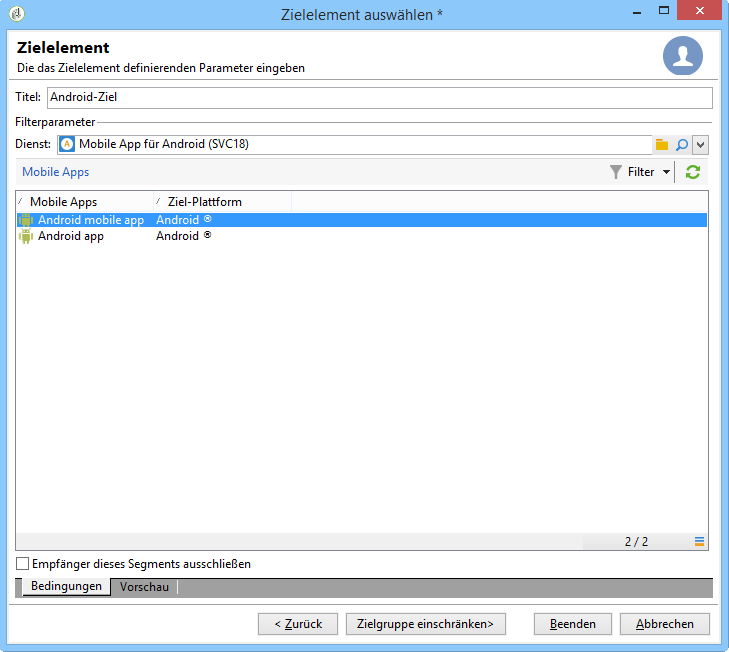 Zielelement auswählen *
Zielelement
Die das Zielelement definierenden Parameter eingeben
Titel: Android-Ziel
Filterparameter
Dienst: Mobile App für Android (SVC18)
Mobile Apps Filter
Mobile Apps Ziel-Plattform
Android mobile app Android ®
Android app Android ®
2 / 2
Empfänger dieses Segments ausschließen
Bedingungen Vorschau
< Zurück Zielgruppe einschränken> Beenden Abbrechen